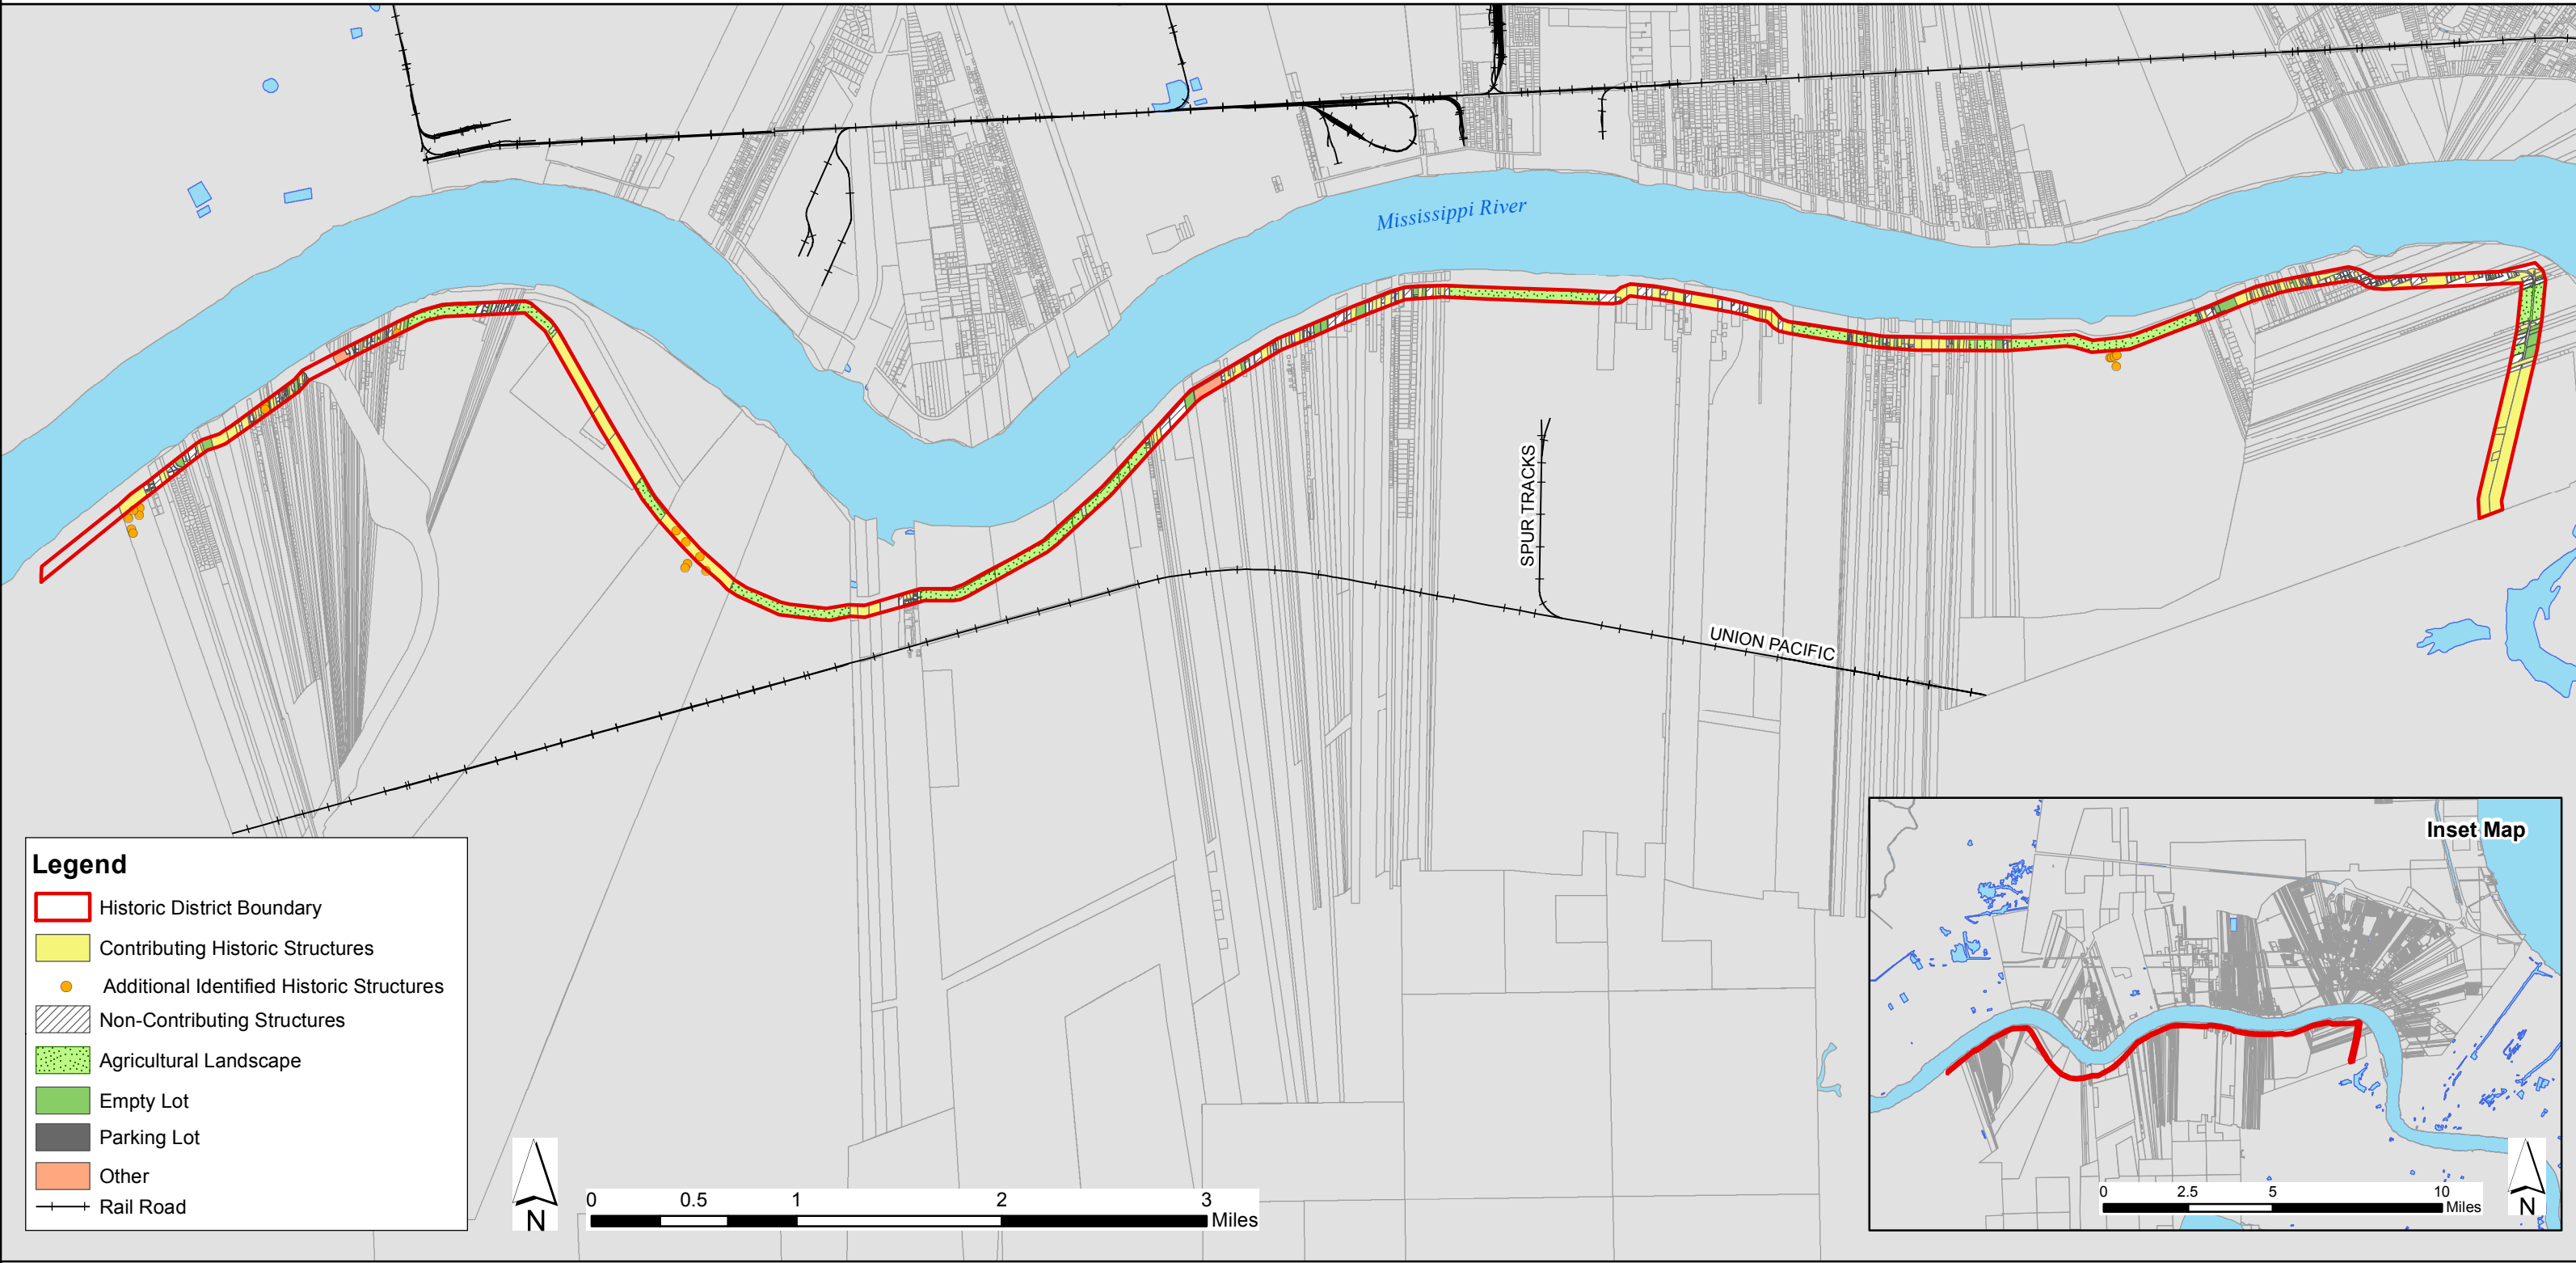 Mississippi River
SPUR TRACKS
UNION PACIFIC
Legend
Historic District Boundary
Contributing Historic Structures
Additional Identified Historic Structures
Non-Contributing Structures
Agricultural Landscape
Empty Lot
Parking Lot
Other
Rail Road
N
0 0.5 1 2 3
Miles
Inset Map
0 2.5 5 10
Miles
N